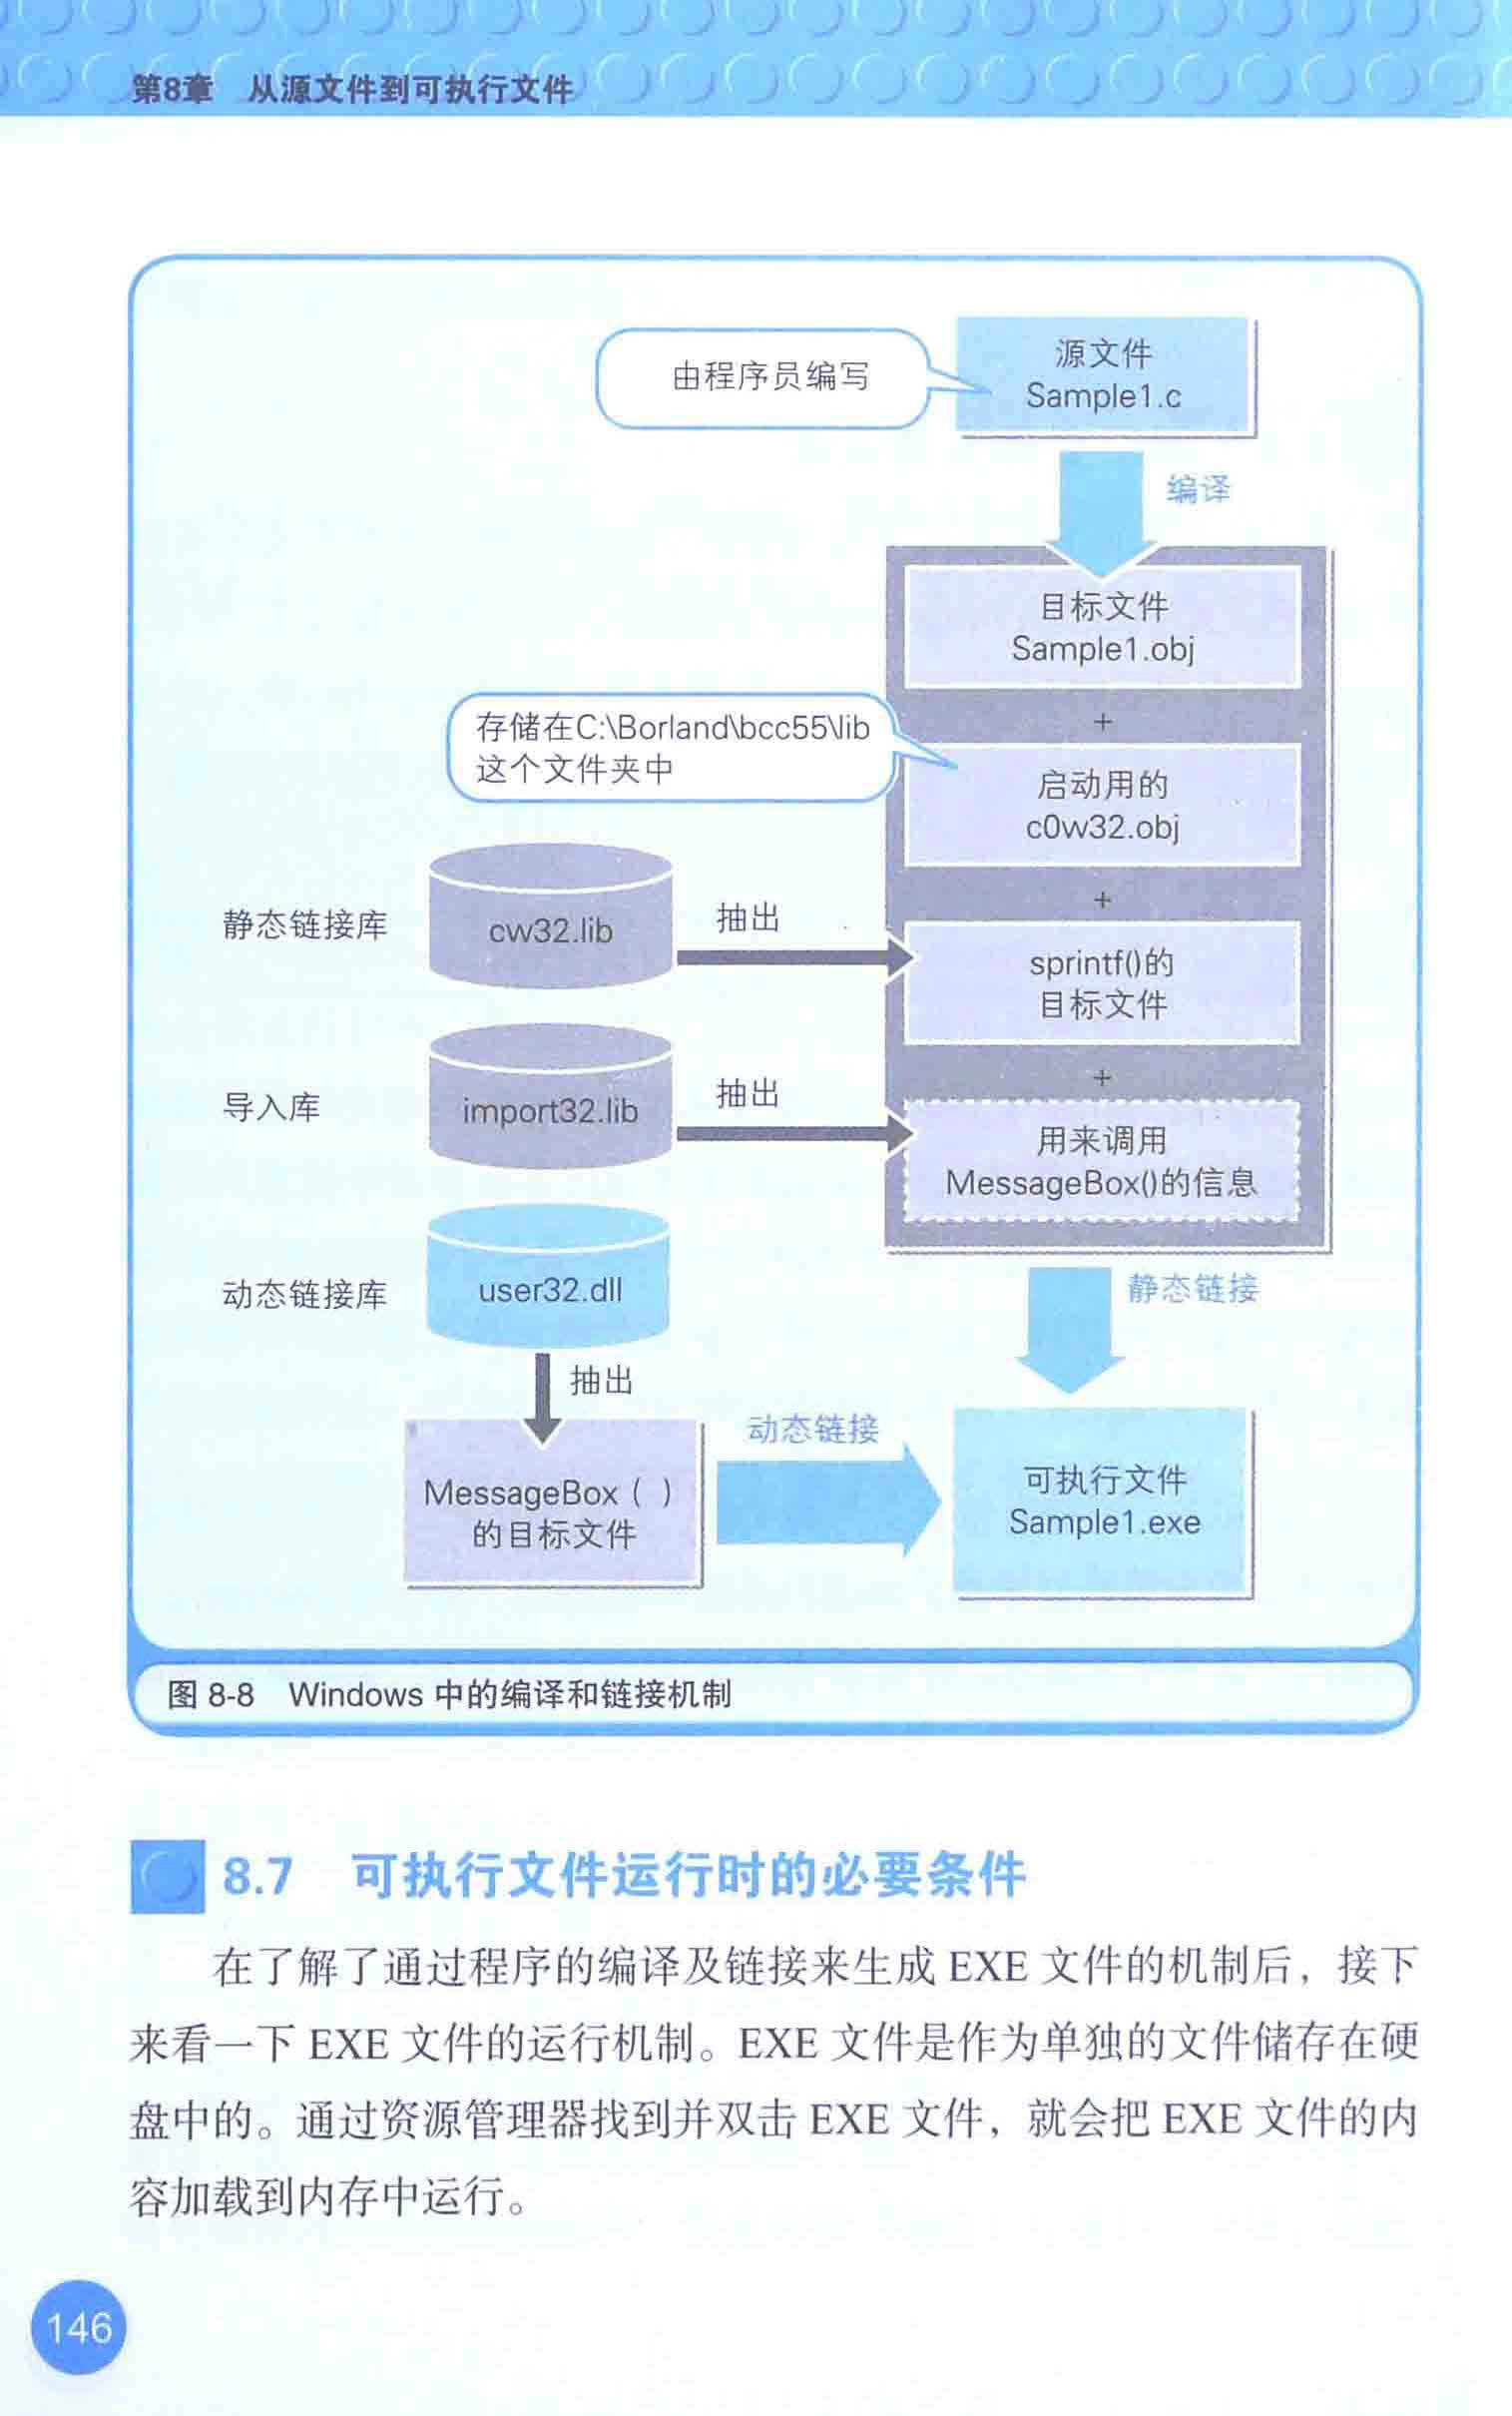 第8章 从源文件到可执行文件
由程序员编写
源文件
Sample1.c
编译
目标文件
Sample1.obj
+
存储在C:\Borland\bcc55\lib
这个文件夹中
启动用的
c0w32.obj
+
静态链接库
cw32.lib
抽出
sprintf()的
目标文件
+
导入库
import32.lib
抽出
用来调用
MessageBox()的信息
动态链接库
user32.dll
静态链接
抽出
MessageBox ( )
的目标文件
动态链接
可执行文件
Sample1.exe
图 8-8 Windows 中的编译和链接机制
8.7 可执行文件运行时的必要条件
在了解了通过程序的编译及链接来生成 EXE 文件的机制后，接下
来看一下 EXE 文件的运行机制。EXE 文件是作为单独的文件储存在硬
盘中的。通过资源管理器找到并双击 EXE 文件，就会把 EXE 文件的内
容加载到内存中运行。
146